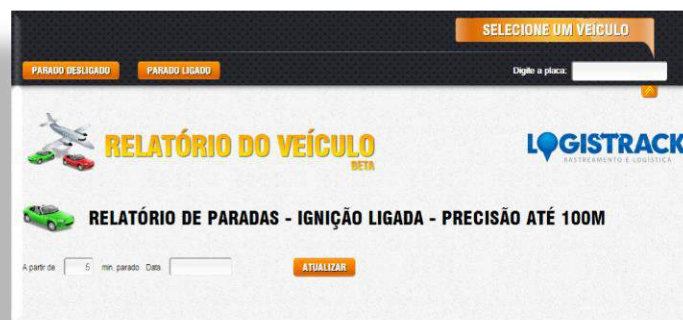 SELECIONE UM VEÍCULO
PARADO DESLIGADO PARADO LIGADO Digite a placa:
RELATÓRIO DO VEÍCULO
BETA
LOGISTRACK
RASTREAMENTO E LOGÍSTICA
RELATÓRIO DE PARADAS - IGNIÇÃO LIGADA - PRECISÃO ATÉ 100M
A partir de 5 min. parado Data ATUALIZAR